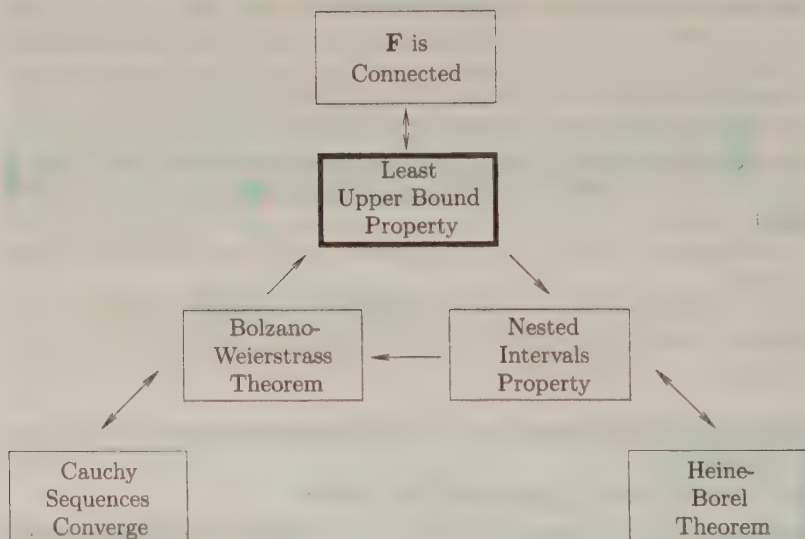 F is
Connected
Least
Upper Bound
Property
Bolzano-
Weierstrass
Theorem
Nested
Intervals
Property
Cauchy
Sequences
Converge
Heine-
Borel
Theorem